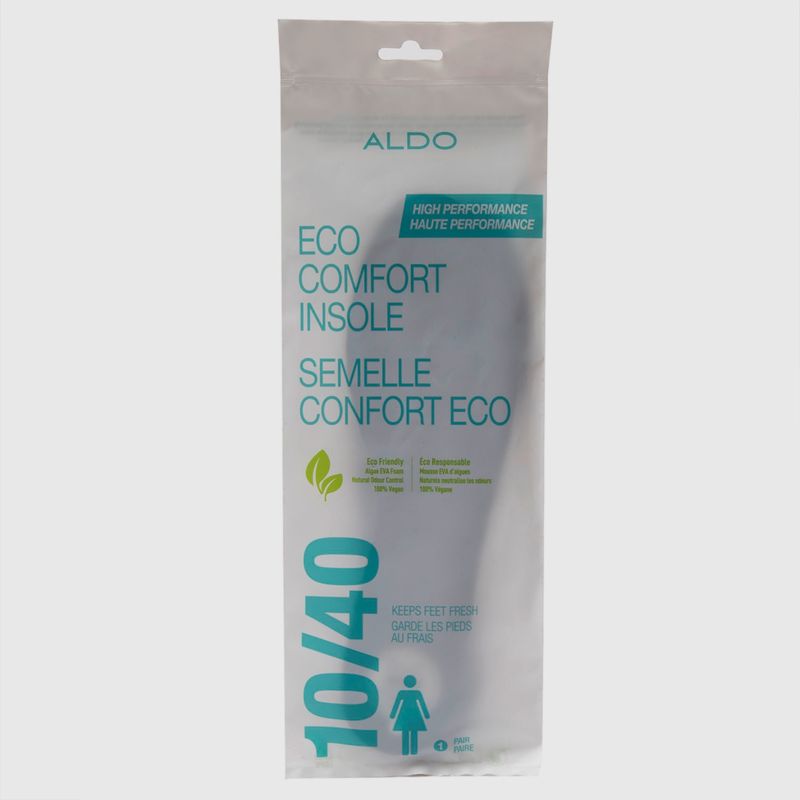 ALDO
HIGH PERFORMANCE
HAUTE PERFORMANCE
ECO
COMFORT
INSOLE
SEMELLE
CONFORT ECO
Eco Friendly
Algae EVA Foam
Natural Odour Control
100% Vegan
Eco Responsable
Mousse EVA d'algues
Naturels neutralise les odeurs
100% Végane
10/40
KEEPS FEET FRESH
GARDE LES PIEDS
AU FRAIS
1
PAIR
PAIRE